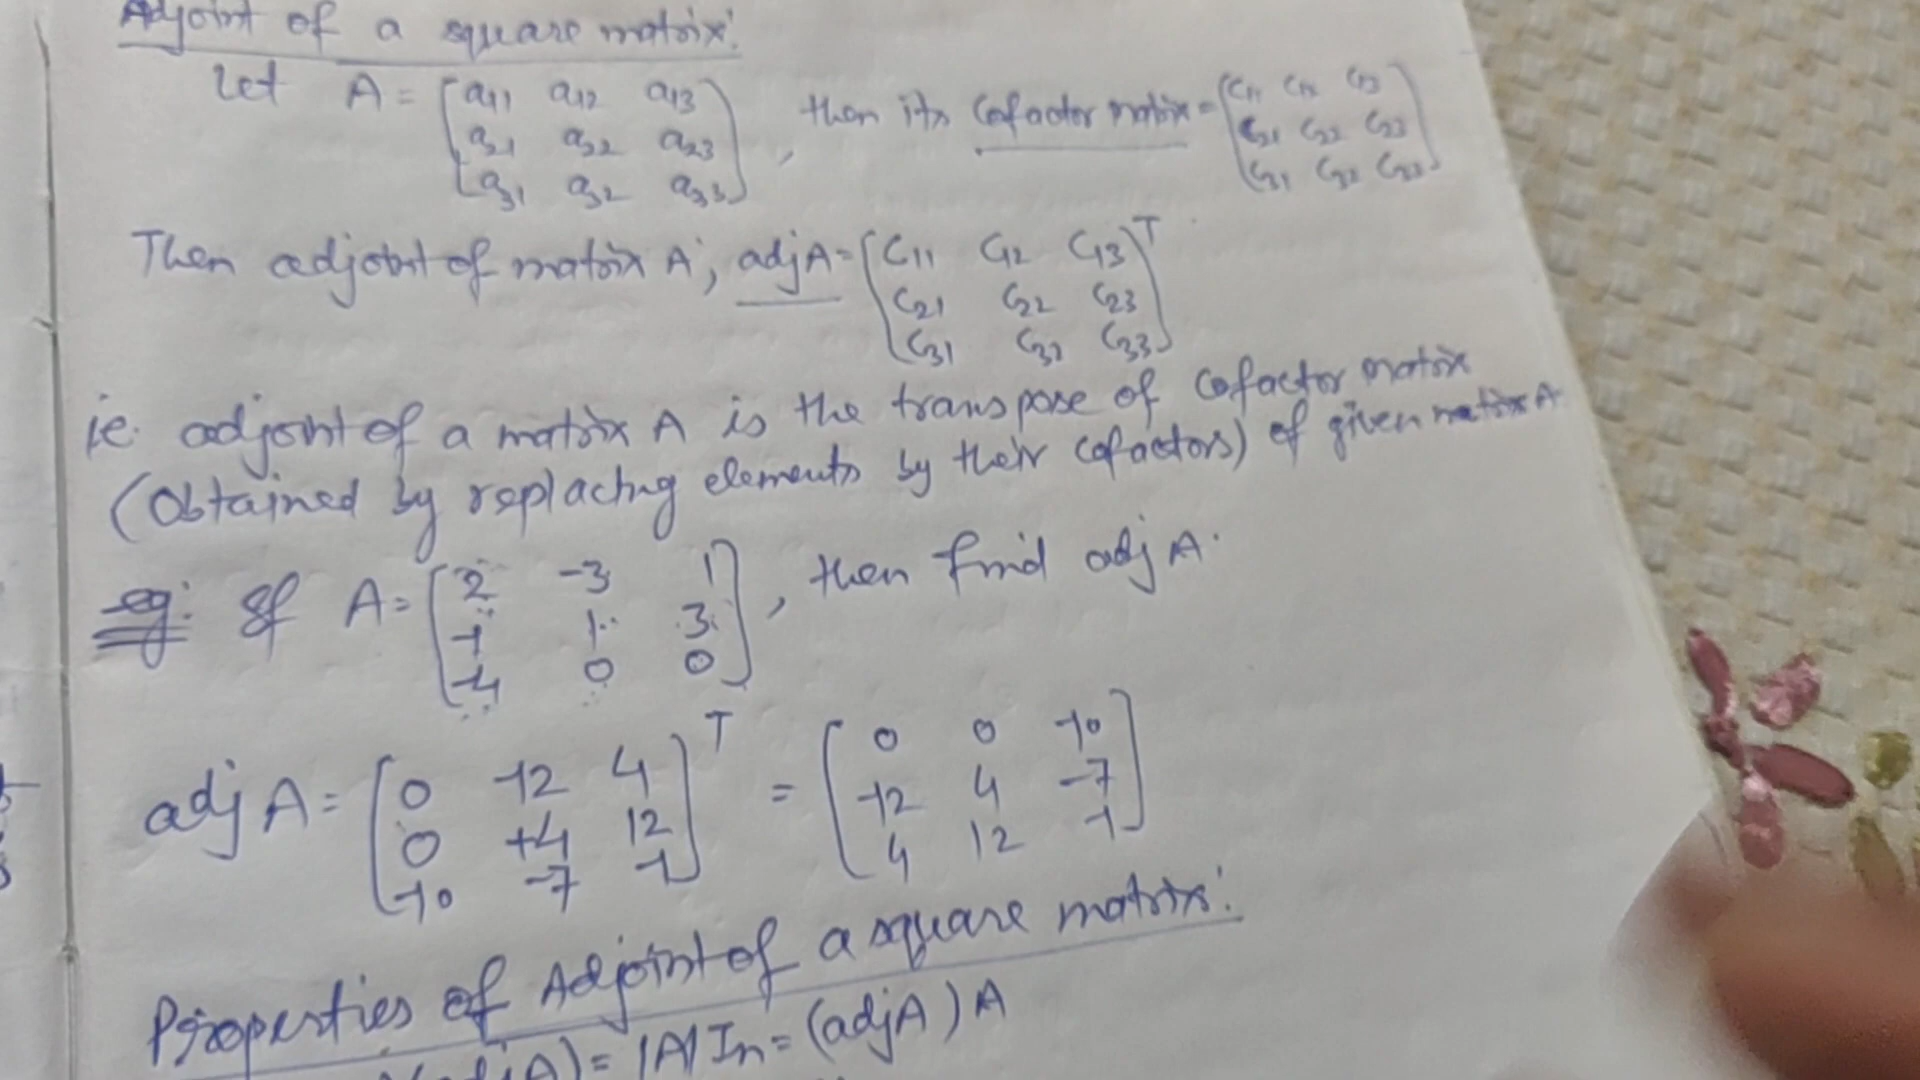 Adjoint of a square matrix:
Let A = [a11 a12 a13
a21 a22 a23
a31 a32 a33], then its Cofactor matrix = [C11 C12 C13
C21 C22 C23
C31 C32 C33]
Then adjoint of matrix A, adjA = [C11 C12 C13
C21 C22 C23
C31 C32 C33]T
ie. adjoint of a matrix A is the transpose of Cofactor matrix
(obtained by replacing elements by their cofactors) of given matrix A
eg: If A = [2 -3 1
-1 1 3
-4 0 0], then find adj A.
adj A = [0 -12 4
0 +4 12
-10 -7 -1]T = [0 0 -10
-12 4 -7
4 12 -1]
Properties of Adjoint of a square matrix:
A(adjA) = |A| In = (adjA) A